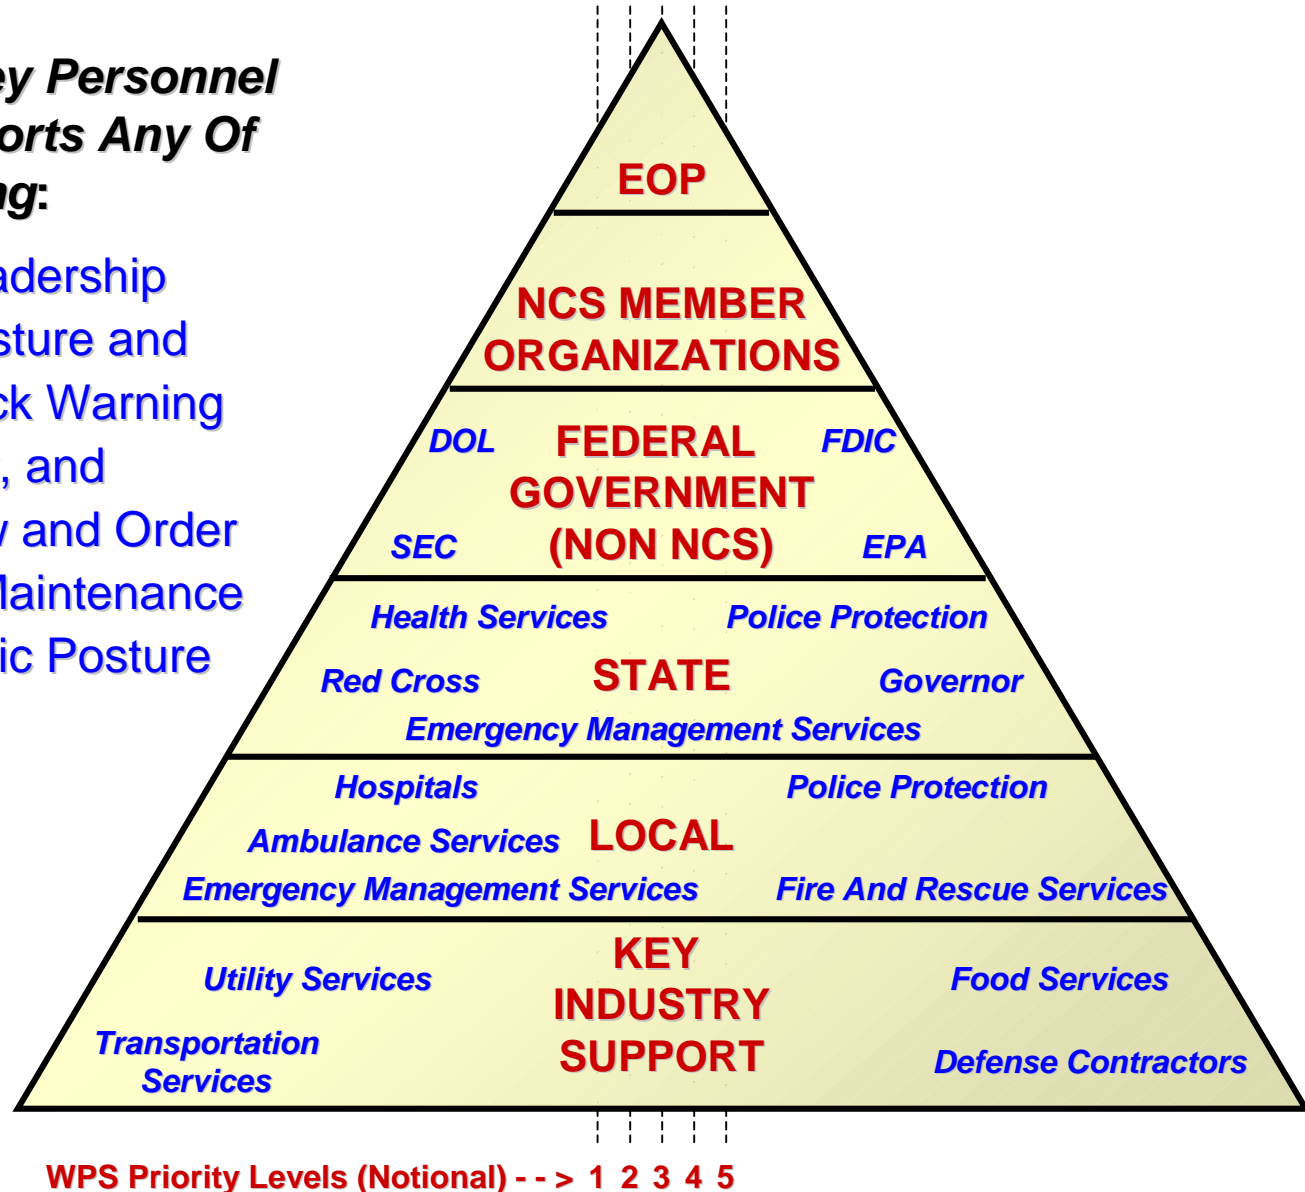 ey Personnel
orts Any Of
ng:
adership
sture and
ck Warning
, and
and Order
Maintenance
ic Posture
EOP
NCS MEMBER
ORGANIZATIONS
DOL FEDERAL FDIC
GOVERNMENT
SEC (NON NCS) EPA
Health Services Police Protection
Red Cross STATE Governor
Emergency Management Services
Hospitals Police Protection
Ambulance Services LOCAL
Emergency Management Services Fire And Rescue Services
KEY
Utility Services INDUSTRY Food Services
Transportation SUPPORT Defense Contractors
Services
WPS Priority Levels (Notional) - - > 1 2 3 4 5